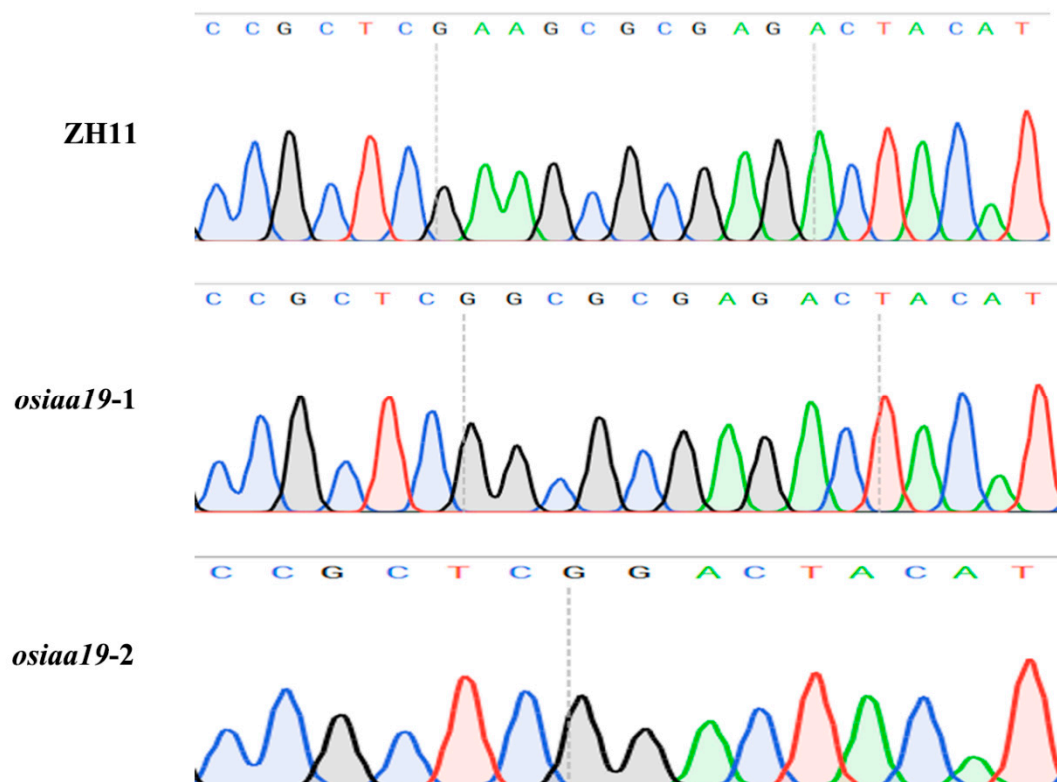 C C G C T C G A A G C G C G A G A C T A C A T
ZH11
C C G C T C G G C G C G A G A C T A C A T
osiaa19-1
C C G C T C G G A C T A C A T
osiaa19-2